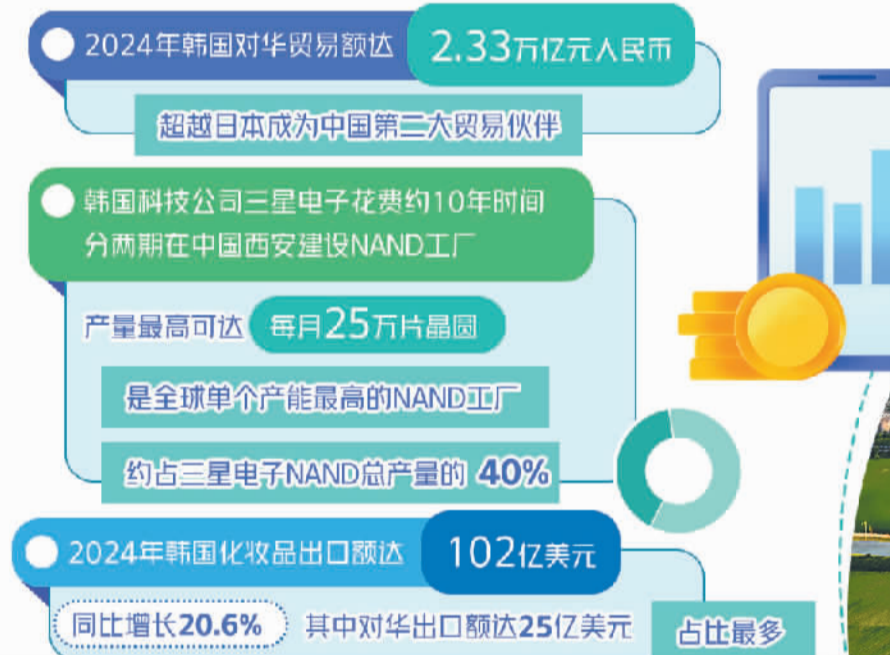 2024年韩国对华贸易额达 2.33万亿元人民币
超越日本成为中国第二大贸易伙伴
韩国科技公司三星电子花费约10年时间
分两期在中国西安建设NAND工厂
产量最高可达 每月25万片晶圆
是全球单个产能最高的NAND工厂
约占三星电子NAND总产量的 40%
2024年韩国化妆品出口额达 102亿美元
同比增长20.6% 其中对华出口额达25亿美元 占比最多